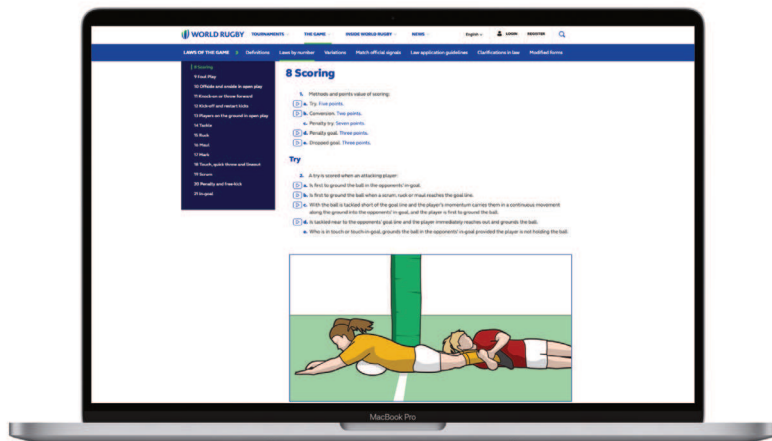 WORLD RUGBY TOURNAMENTS THE GAME INSIDE WORLD RUGBY NEWS English LOGIN REGISTER
LAWS OF THE GAME Definitions Laws by number Variations Match official signals Law application guidelines Clarifications in law Modified forms
8 Scoring
9 Foul Play
10 Offside and onside in open play
11 Knock-on or throw forward
12 Kick-off and restart kicks
13 Players on the ground in open play
14 Tackle
15 Ruck
16 Maul
17 Mark
18 Touch, quick throw and lineout
19 Scrum
20 Penalty and free-kick
21 In-goal
8 Scoring
1. Methods and points value of scoring:
a. Try. Five points.
b. Conversion. Two points.
c. Penalty try. Seven points.
d. Penalty goal. Three points.
e. Dropped goal. Three points.
Try
2. A try is scored when an attacking player:
a. Is first to ground the ball in the opponents' in-goal.
b. Is first to ground the ball when a scrum, ruck or maul reaches the goal line.
c. With the ball is tackled short of the goal line and the player's momentum carries them in a continuous movement
along the ground into the opponents' in-goal, and the player is first to ground the ball.
d. Is tackled near to the opponents' goal line and the player immediately reaches out and grounds the ball.
e. Who is in touch or touch-in-goal, grounds the ball in the opponents' in-goal provided the player is not holding the ball.
MacBook Pro